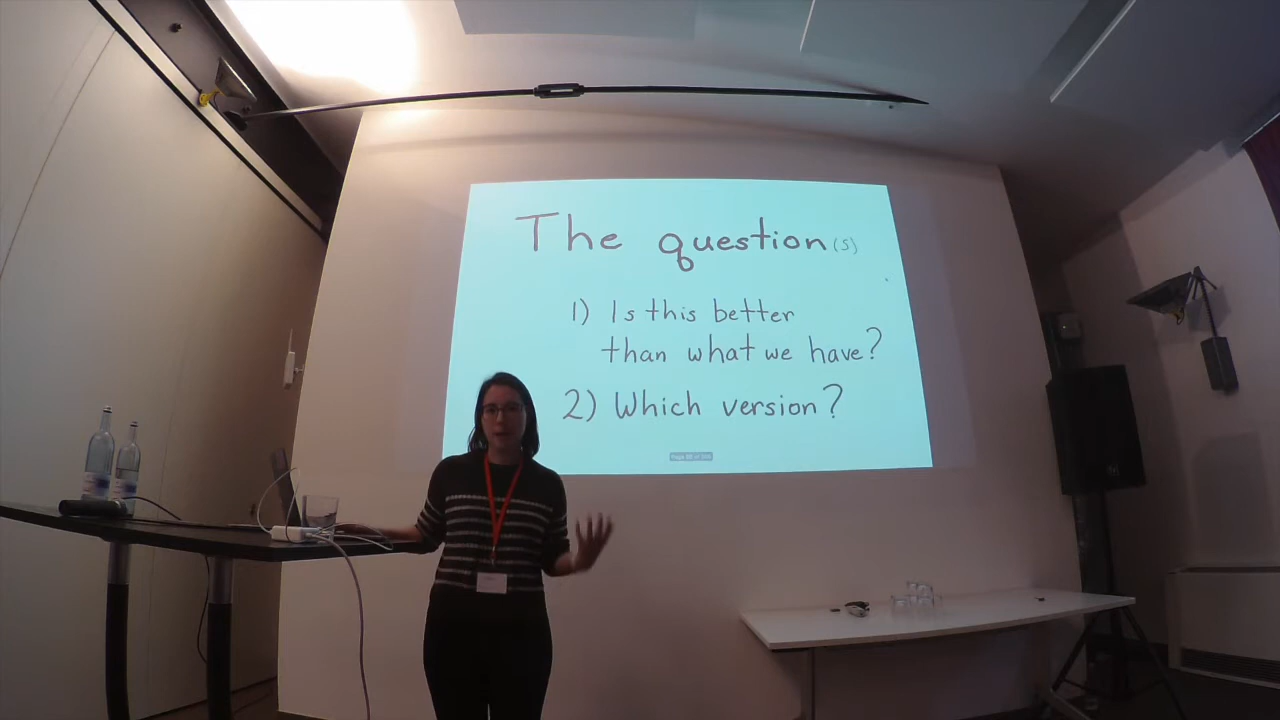 The question(s)
1) Is this better
than what we have?
2) Which version?